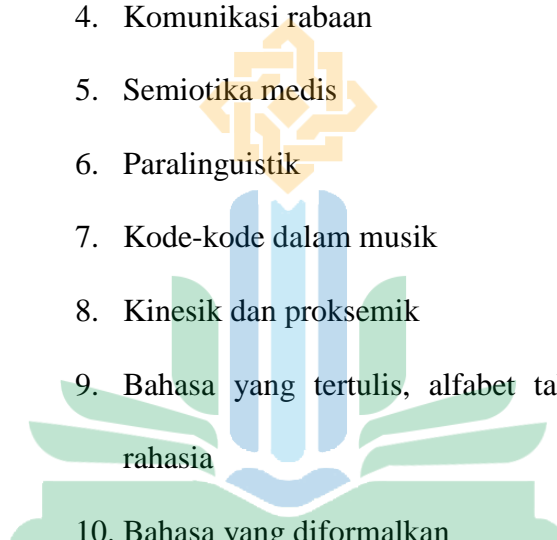 4. Komunikasi rabaan
5. Semiotika medis
6. Paralinguistik
7. Kode-kode dalam musik
8. Kinesik dan proksemik
9. Bahasa yang tertulis, alfabet
rahasia
10. Bahasa yang diformalkan